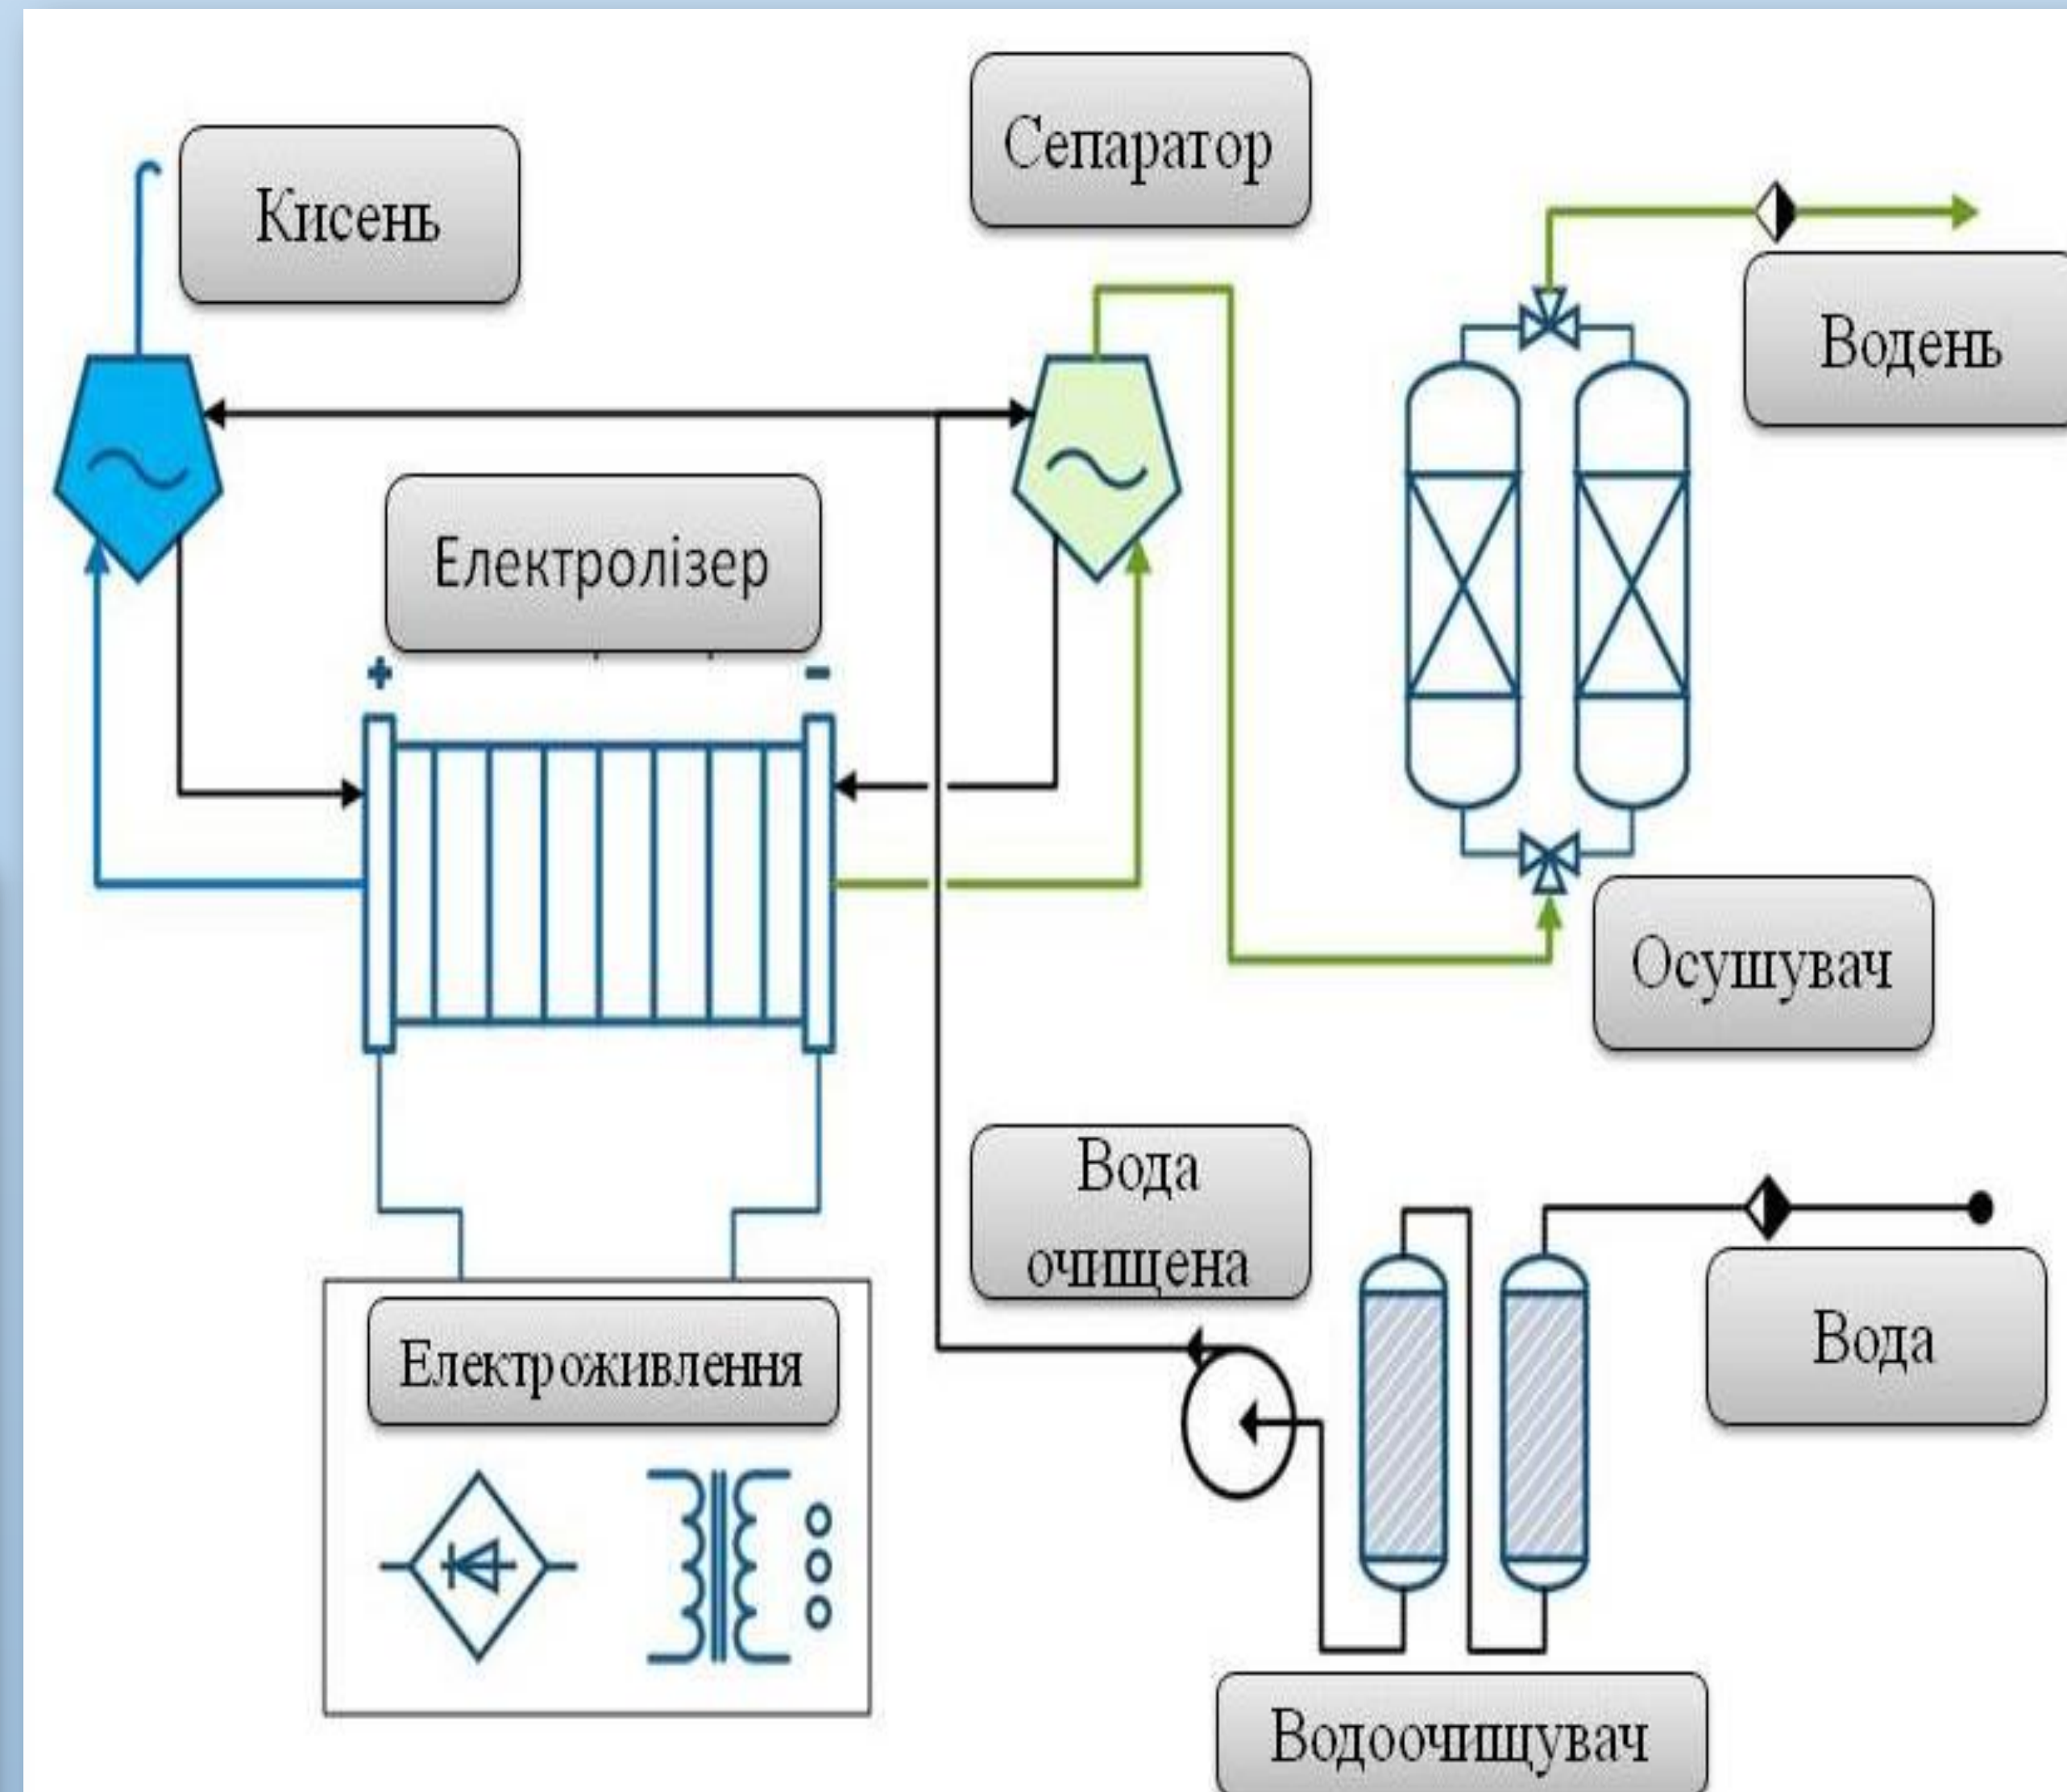 Сепаратор
Кисень
Водень
Електролізер
+ -
Осушувач
Вода
очищена
Вода
Електроживлення
Водоочищувач